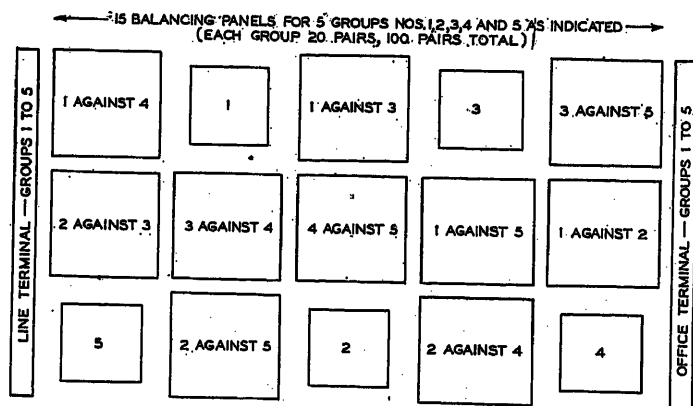 15 BALANCING PANELS FOR 5 GROUPS NOS. 1, 2, 3, 4 AND 5 AS INDICATED
(EACH GROUP 20 PAIRS, 100 PAIRS TOTAL)
LINE TERMINAL — GROUPS 1 TO 5
1 AGAINST 4
1
1 AGAINST 3
3
3 AGAINST 5
2 AGAINST 3
3 AGAINST 4
4 AGAINST 5
1 AGAINST 5
1 AGAINST 2
5
2 AGAINST 5
2
2 AGAINST 4
4
OFFICE TERMINAL — GROUPS 1 TO 5